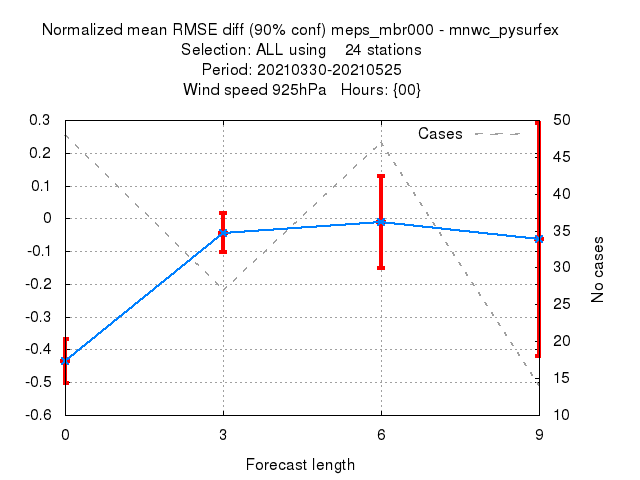 Normalized mean RMSE diff (90% conf) meps_mbr000 - mnwc_pysurfex
Selection: ALL using    24 stations
Period: 20210330-20210525
Wind speed 925hPa   Hours: {00}
Cases
0.3
0.2
0.1
0
-0.1
-0.2
-0.3
-0.4
-0.5
-0.6
50
45
40
35
30
25
20
15
10
No cases
0 3 6 9
Forecast length